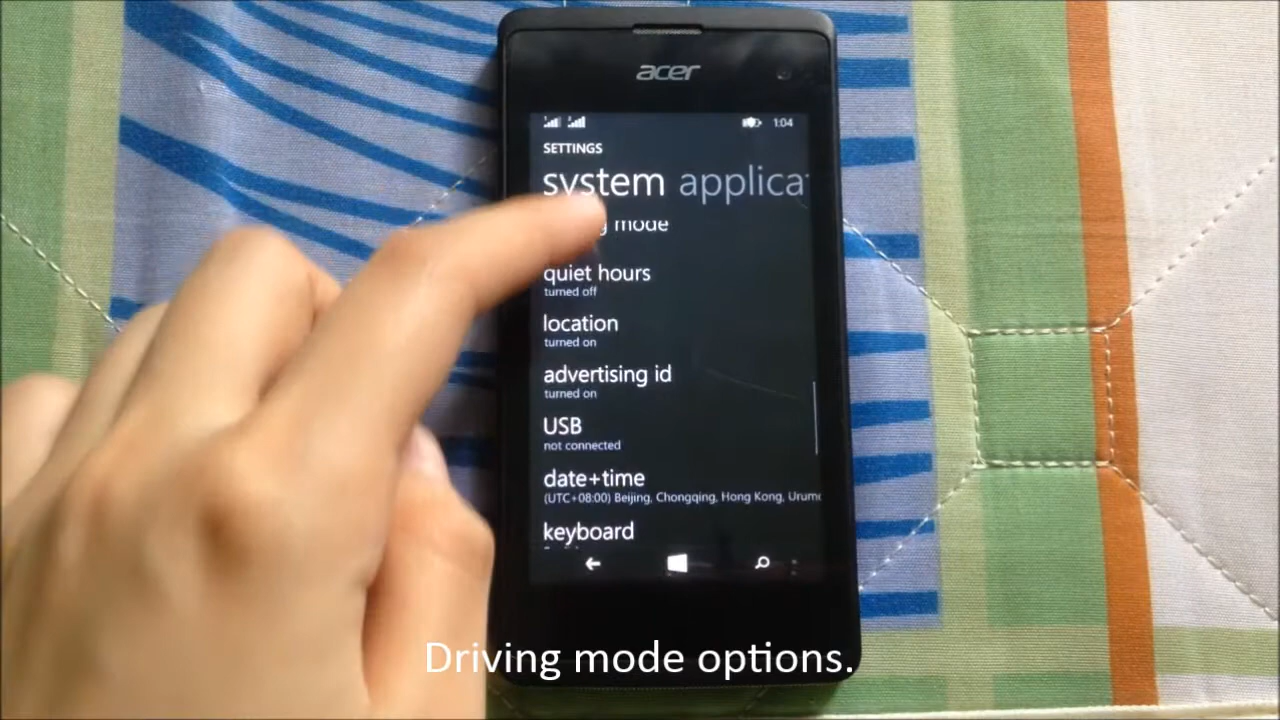 acer
1:04
SETTINGS
system applica
mode
quiet hours
turned off
location
turned on
advertising id
turned on
USB
not connected
date+time
(UTC+08:00) Beijing, Chongqing, Hong Kong, Urumc
keyboard
Driving mode options.